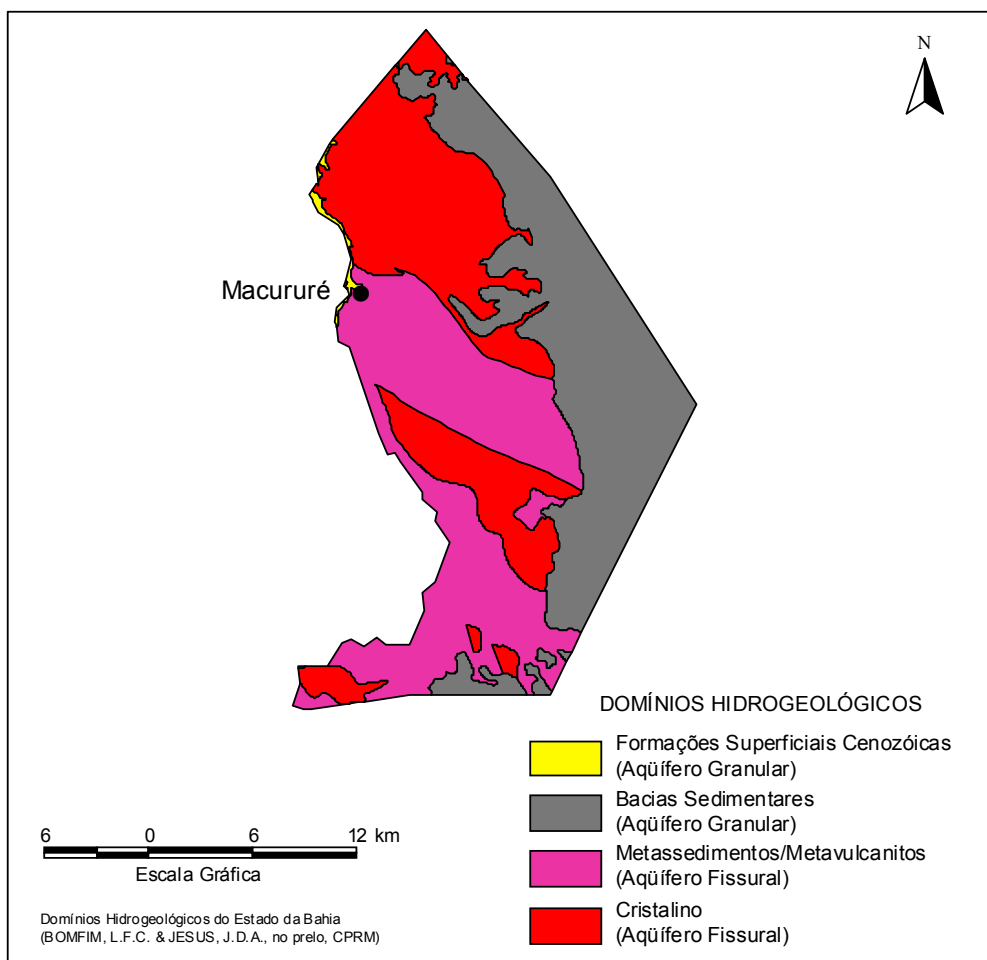 N
Macururé
DOMÍNIOS HIDROGEOLÓGICOS
Formações Superficiais Cenozóicas
(Aqüífero Granular)
Bacias Sedimentares
(Aqüífero Granular)
Metassedimentos/Metavulcanitos
(Aqüífero Fissural)
Cristalino
(Aqüífero Fissural)
6 0 6 12 km
Escala Gráfica
Domínios Hidrogeológicos do Estado da Bahia
(BOMFIM, L.F.C. & JESUS, J.D.A., no prelo, CPRM)